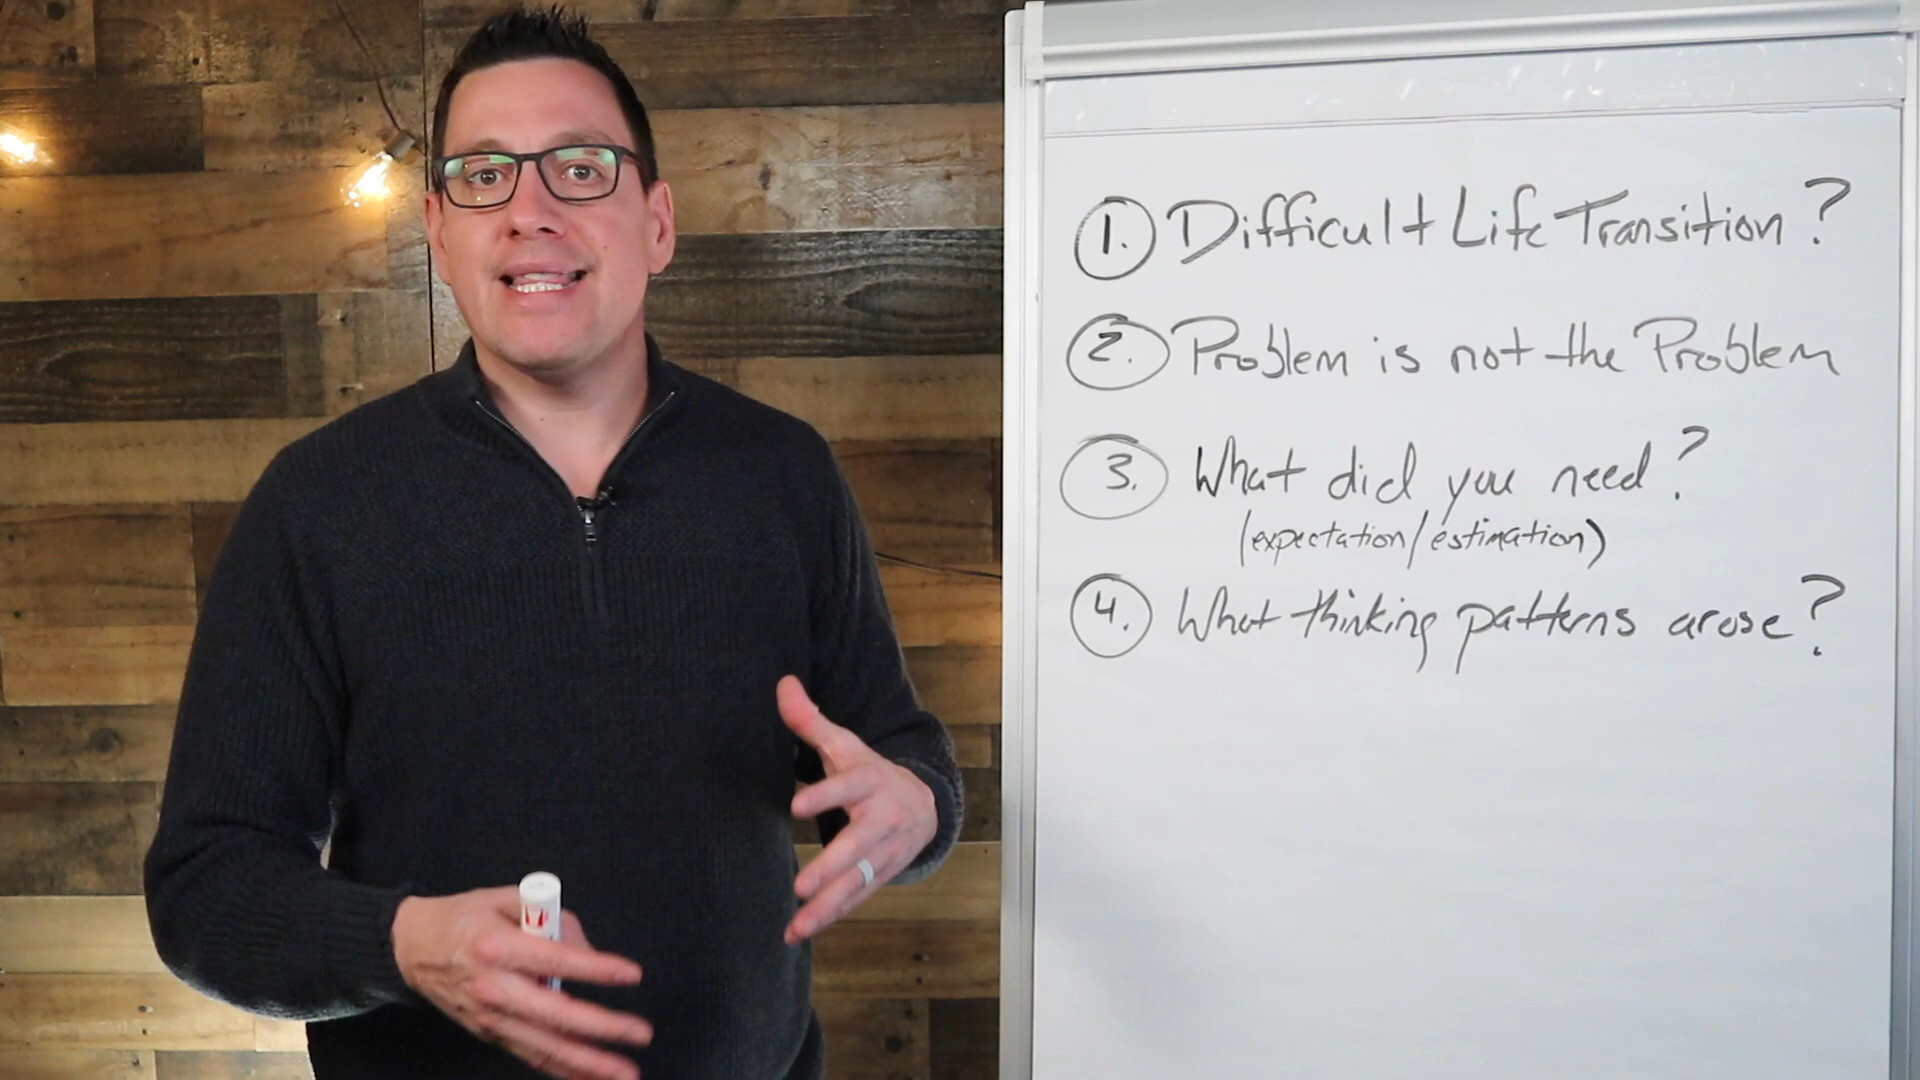 1. Difficult Life Transition?
2. Problem is not the Problem
3. What did you need?
(expectation/estimation)
4. What thinking patterns arose?